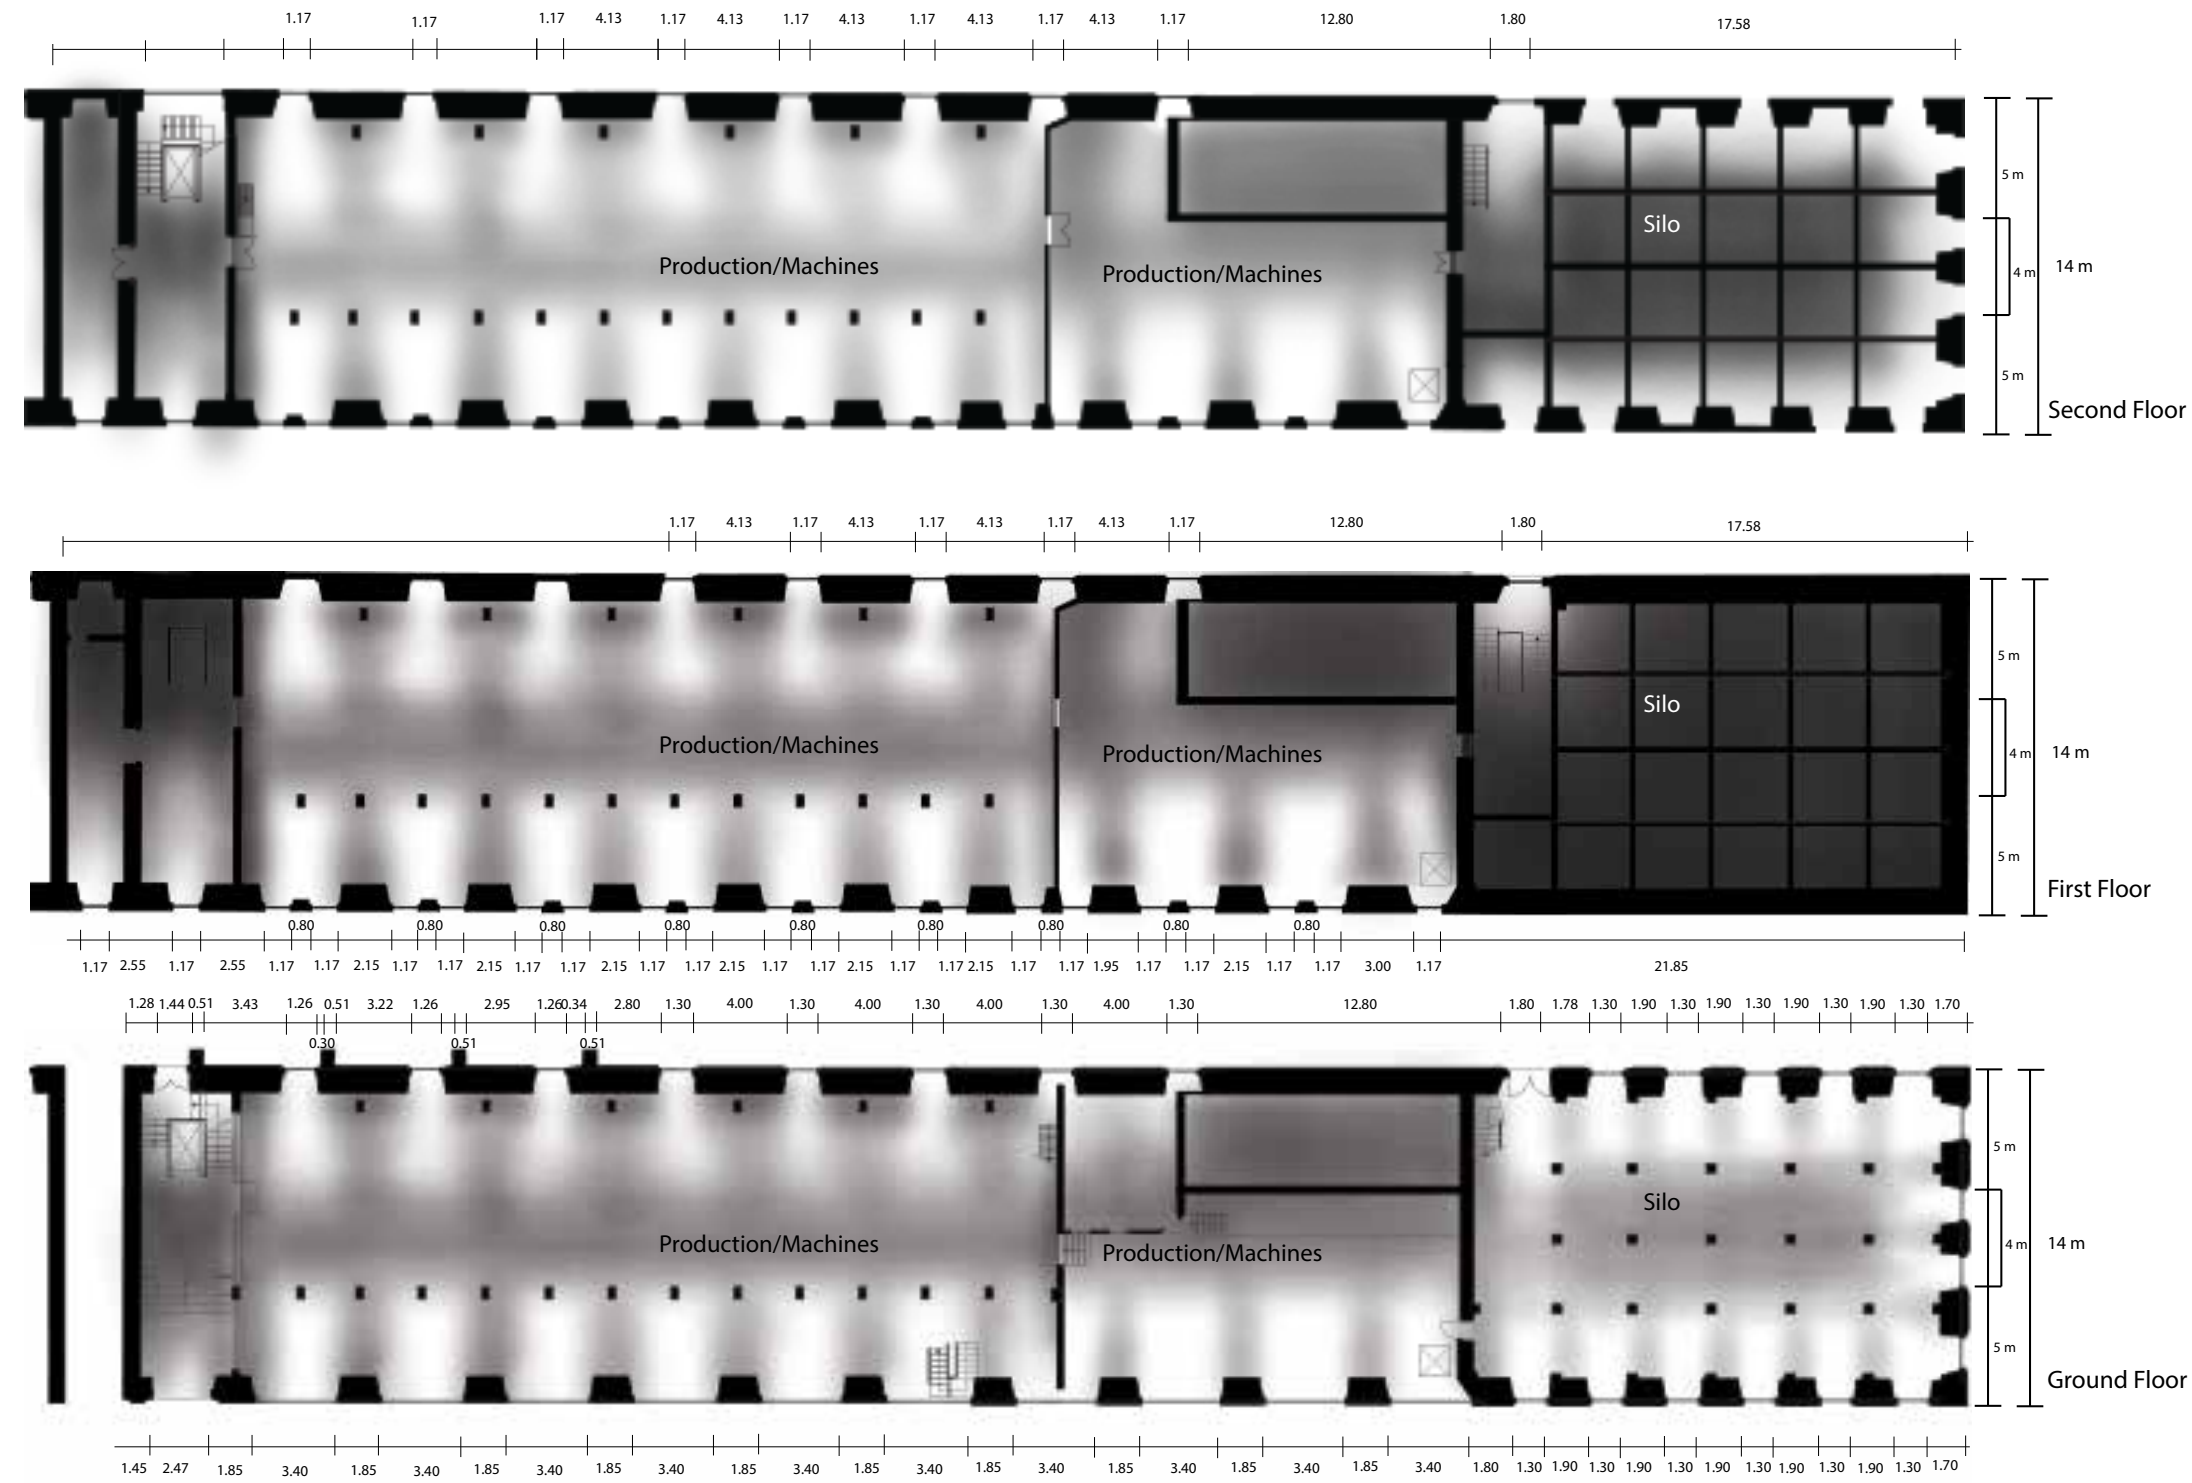 1.17 1.17 1.17 4.13 1.17 4.13 1.17 4.13 1.17 4.13 1.17 4.13 1.17 12.80 1.80 17.58
5 m
Silo
Production/Machines Production/Machines 4 m 14 m
5 m
Second Floor
1.17 4.13 1.17 4.13 1.17 4.13 1.17 4.13 1.17 12.80 1.80 17.58
5 m
Silo
Production/Machines Production/Machines 4 m 14 m
5 m
First Floor
0.80 0.80 0.80 0.80 0.80 0.80 0.80 0.80 0.80
1.17 2.55 1.17 2.55 1.17 1.17 2.15 1.17 1.17 2.15 1.17 1.17 2.15 1.17 1.17 2.15 1.17 1.17 2.15 1.17 1.17 2.15 1.17 1.17 1.95 1.17 1.17 2.15 1.17 1.17 3.00 1.17 21.85
1.28 1.44 0.51 3.43 1.26 0.51 3.22 1.26 2.95 1.26 0.34 2.80 1.30 4.00 1.30 4.00 1.30 4.00 1.30 4.00 1.30 12.80 1.80 1.78 1.30 1.90 1.30 1.90 1.30 1.90 1.30 1.90 1.30 1.70
0.30 0.51 0.51
5 m
Silo
Production/Machines Production/Machines 4 m 14 m
5 m
Ground Floor
1.45 2.47 1.85 3.40 1.85 3.40 1.85 3.40 1.85 3.40 1.85 3.40 1.85 3.40 1.85 3.40 1.85 3.40 1.85 3.40 1.85 3.40 1.80 1.30 1.90 1.30 1.90 1.30 1.90 1.30 1.90 1.30 1.90 1.30 1.70